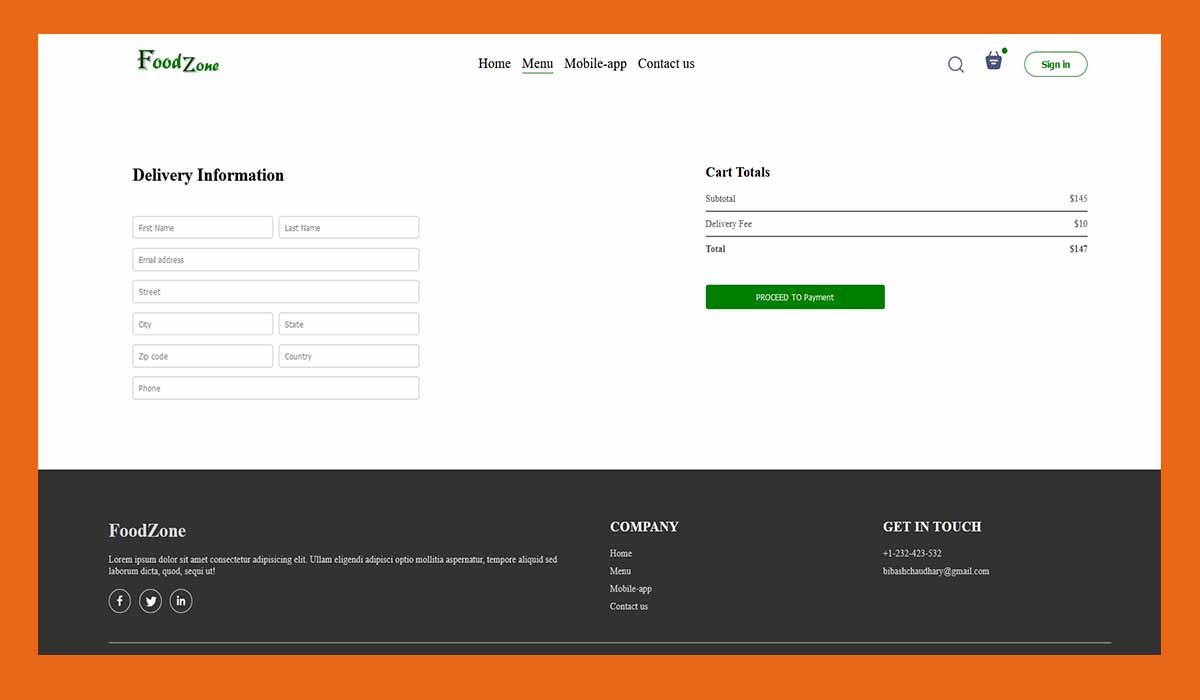 FoodZone
Home Menu Mobile-app Contact us
Sign in
Delivery Information
First Name Last Name
Email address
Street
City State
Zip code Country
Phone
Cart Totals
Subtotal $145
Delivery Fee $10
Total $147
PROCEED TO Payment
FoodZone
Lorem ipsum dolor sit amet consectetur adipisicing elit. Ullam eligendi adipisci optio mollitia aspernatur, tempore aliquid sed
laborum dicta, quod, sequi ut!
f in
COMPANY
Home
Menu
Mobile-app
Contact us
GET IN TOUCH
+1-232-423-532
bibashchaudhary@gmail.com